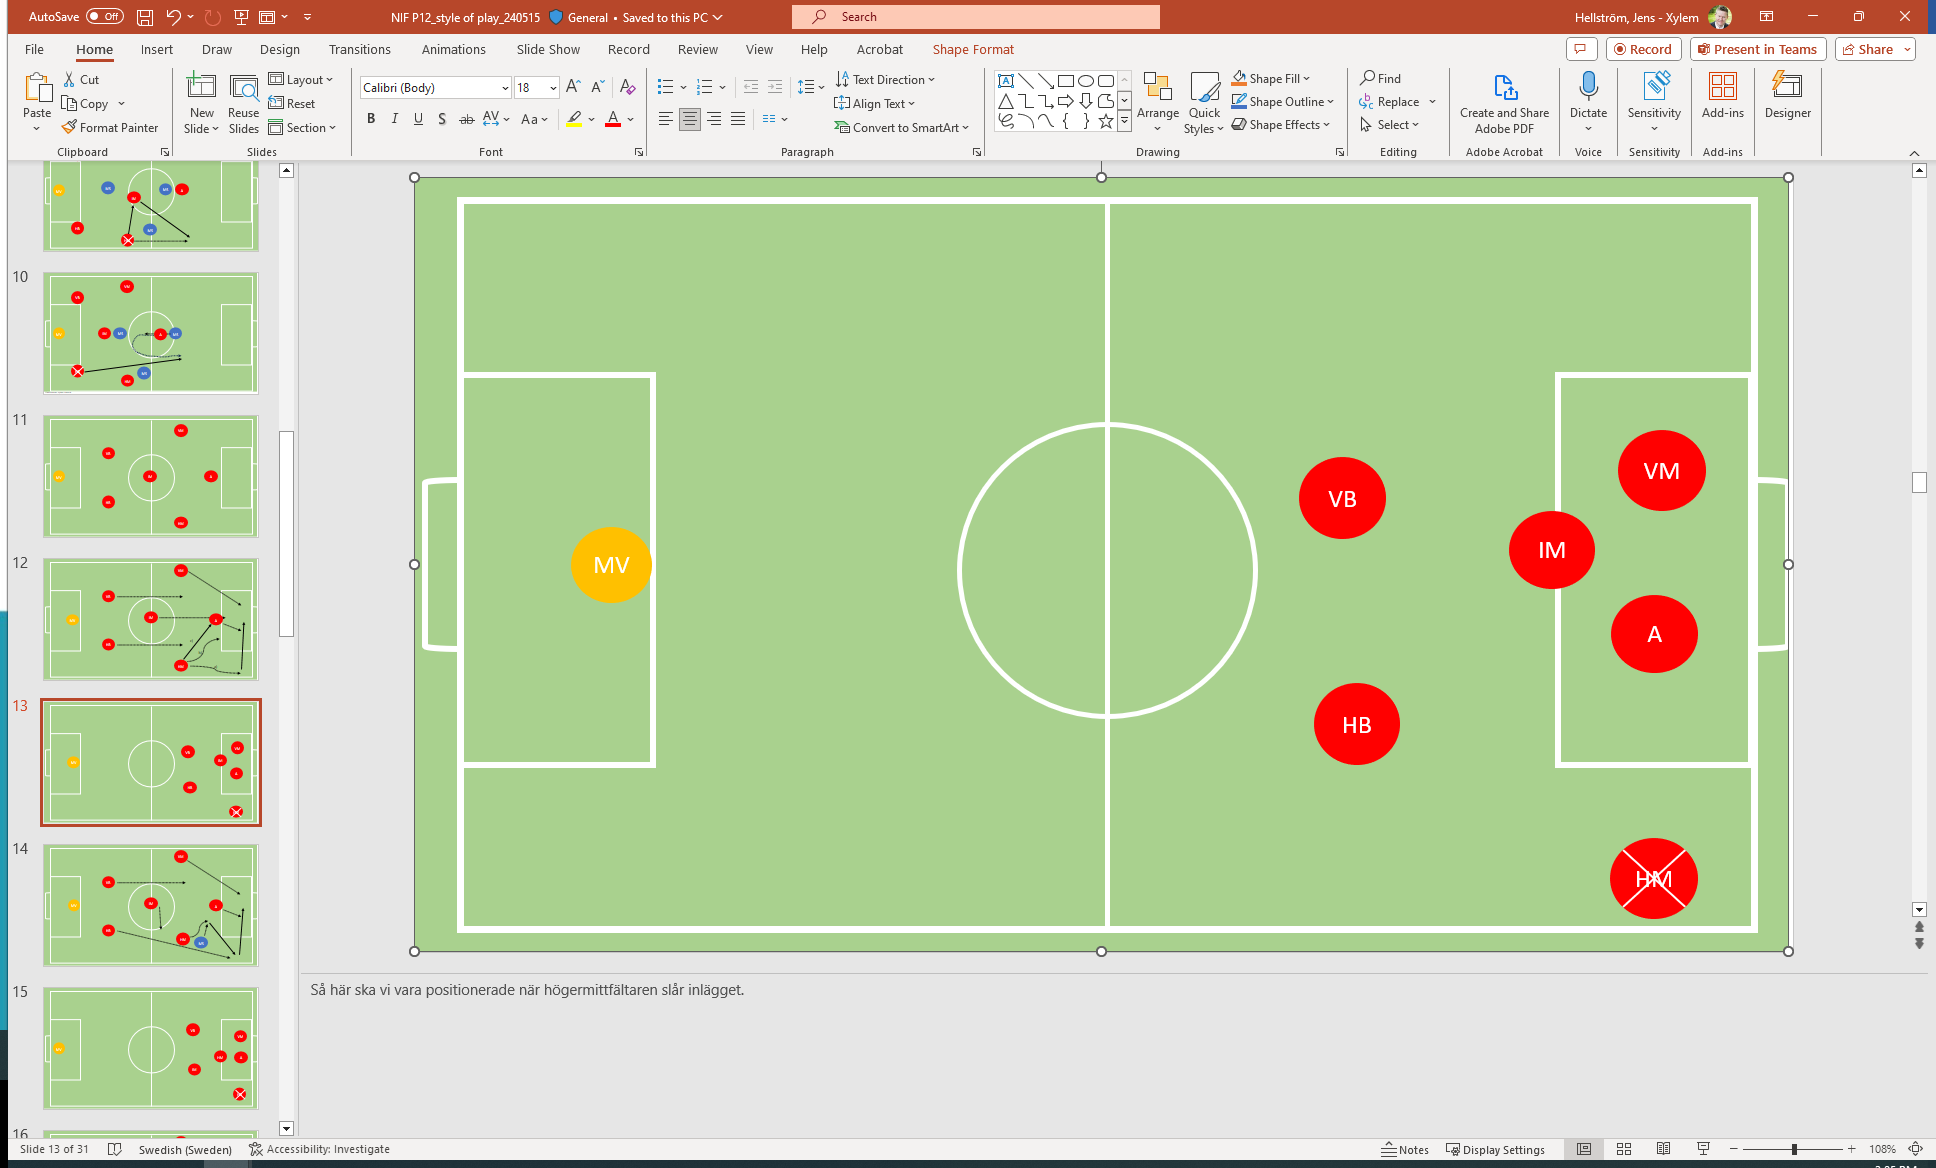 AutoSave Off NIF P12_style of play_240515 General • Saved to this PC Search Hellström, Jens - Xylem
File Home Insert Draw Design Transitions Animations Slide Show Record Review View Help Acrobat Shape Format Record Present in Teams Share
Paste
Cut
Copy
Format Painter
Clipboard
New Slide
Reuse Slides
Layout
Reset
Section
Slides
Calibri (Body) 18
B I U S ab AV Aa A
Font
Text Direction
Align Text
Convert to SmartArt
Paragraph
Arrange
Quick Styles
Shape Fill
Shape Outline
Shape Effects
Drawing
Find
Replace
Select
Editing
Create and Share Adobe PDF
Adobe Acrobat
Dictate
Voice
Sensitivity
Sensitivity
Add-ins
Add-ins
Designer
10
11
12
13
14
15
16
VB
VM
IM
MV
A
HB
HM
Så här ska vi vara positionerade när högermittfältaren slår inlägget.
Slide 13 of 31 Swedish (Sweden) Accessibility: Investigate Notes Display Settings 108%